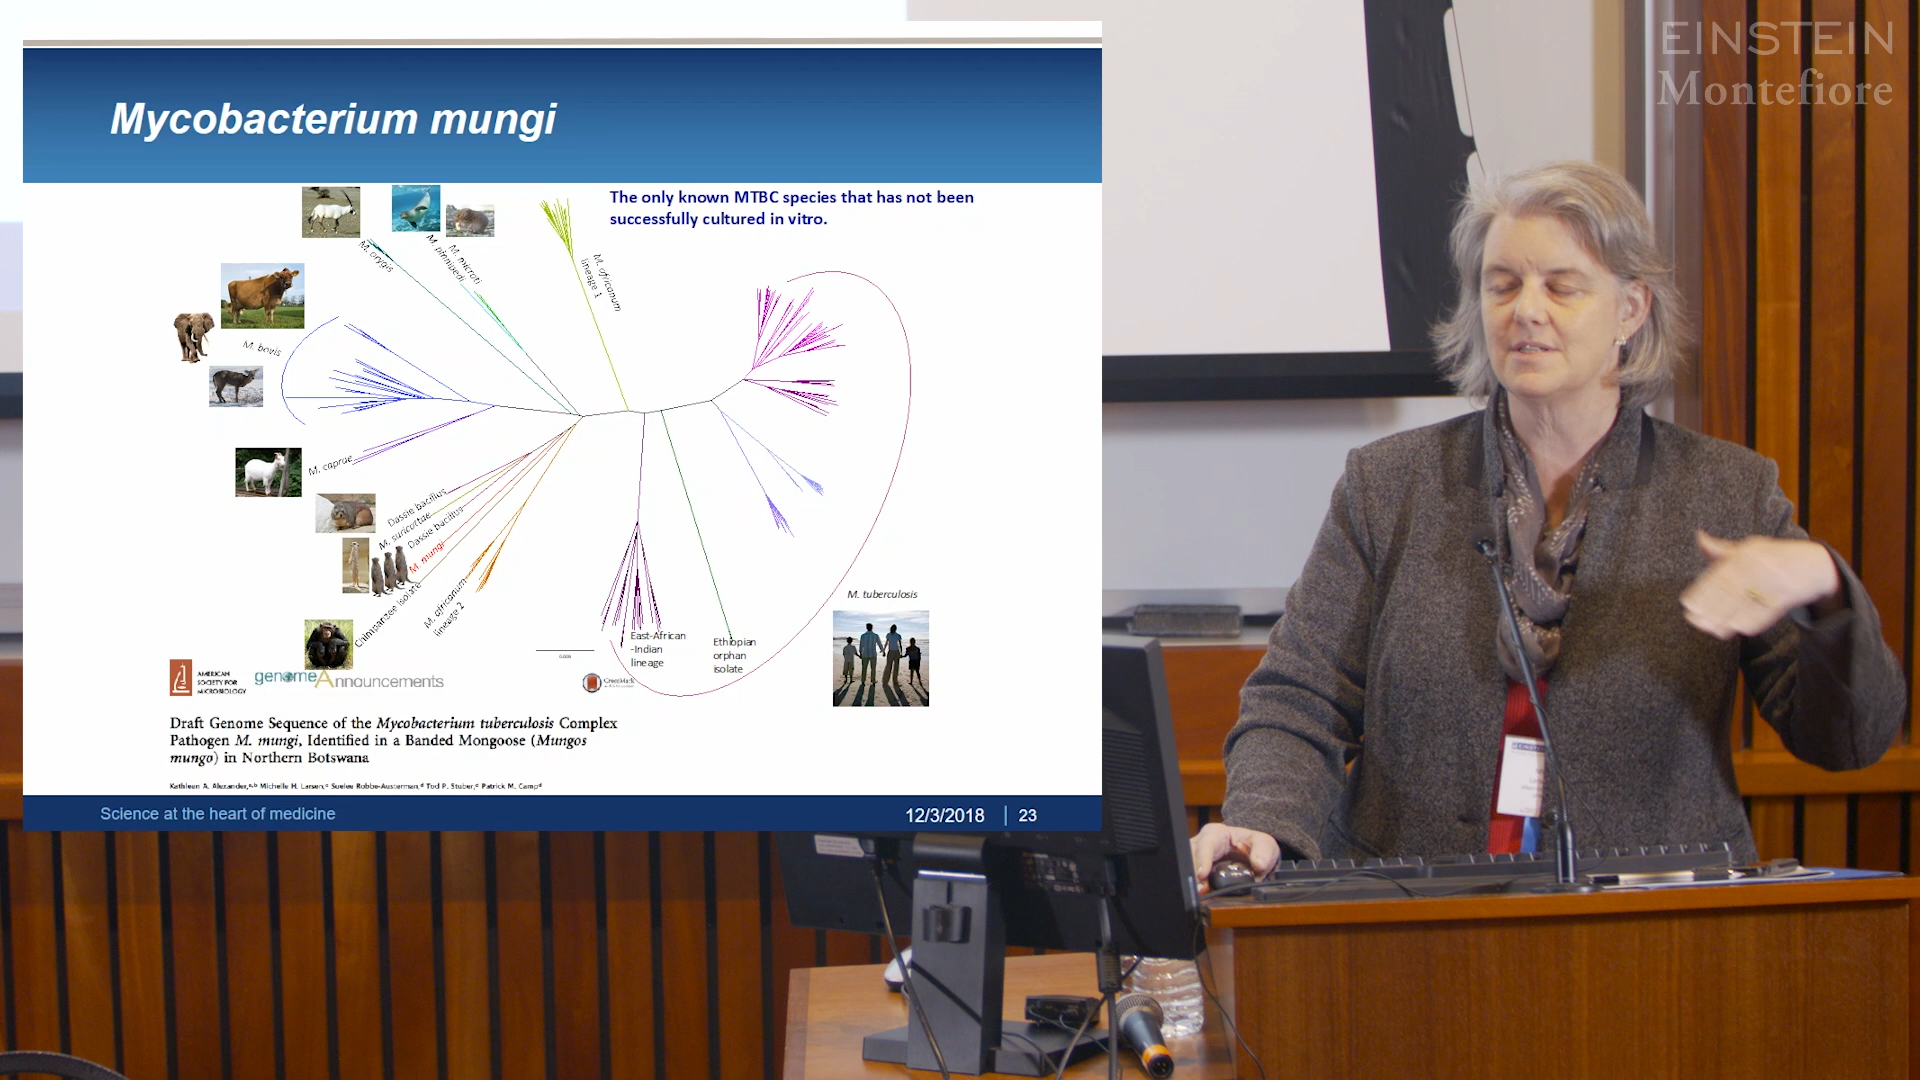 EINSTEIN
Montefiore
Mycobacterium mungi
The only known MTBC species that has not been
successfully cultured in vitro.
M. orygis
M. pinnipedi
M. microti
M. africanum
lineage 1
M. bovis
M. caprae
Dassie bacillus
M. suricattae
Dassie bacillus
M. mungi
Chimpanzee isolate
M. africanum
lineage 2
East-African
-Indian
lineage
Ethiopian
orphan
isolate
M. tuberculosis
AMERICAN
SOCIETY FOR
MICROBIOLOGY
genomeAnnouncements
CrossMark
Draft Genome Sequence of the Mycobacterium tuberculosis Complex
Pathogen M. mungi, Identified in a Banded Mongoose (Mungos
mungo) in Northern Botswana
Kathleen A. Alexander, Michelle H. Larsen, Suelee Robbe-Austerman, Tod P. Stuber, Patrick M. Camp
Science at the heart of medicine
12/3/2018 | 23